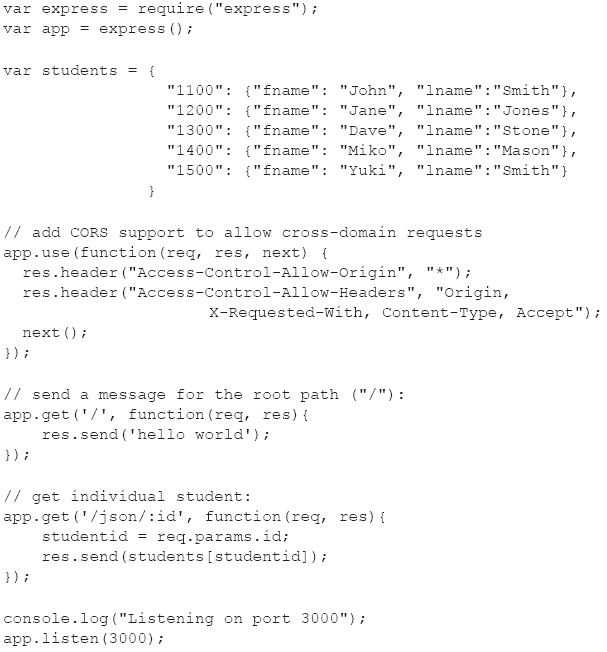 var express = require("express");
var app = express();

var students = {
                 "1100": {"fname": "John", "lname":"Smith"},
                 "1200": {"fname": "Jane", "lname":"Jones"},
                 "1300": {"fname": "Dave", "lname":"Stone"},
                 "1400": {"fname": "Miko", "lname":"Mason"},
                 "1500": {"fname": "Yuki", "lname":"Smith"}
               }

// add CORS support to allow cross-domain requests
app.use(function(req, res, next) {
  res.header("Access-Control-Allow-Origin", "*");
  res.header("Access-Control-Allow-Headers", "Origin,
                     X-Requested-With, Content-Type, Accept");
  next();
});

// send a message for the root path ("/"):
app.get('/', function(req, res){
    res.send('hello world');
});

// get individual student:
app.get('/json/:id', function(req, res){
    studentid = req.params.id;
    res.send(students[studentid]);
});

console.log("Listening on port 3000");
app.listen(3000);